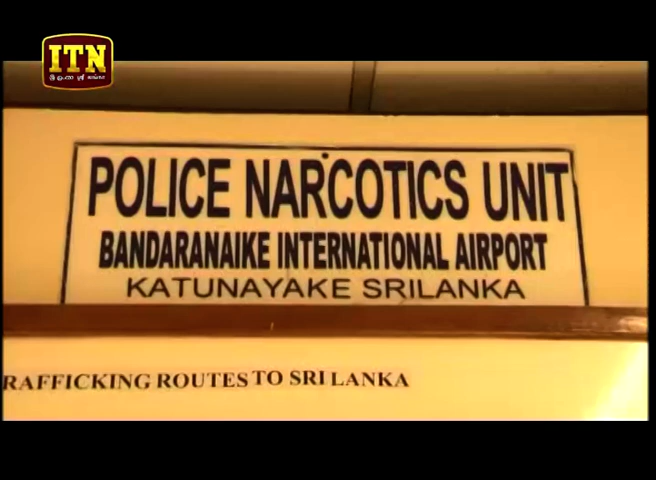 ITN
POLICE NARCOTICS UNIT
BANDARANAIKE INTERNATIONAL AIRPORT
KATUNAYAKE SRILANKA
RAFFICKING ROUTES TO SRI LANKA